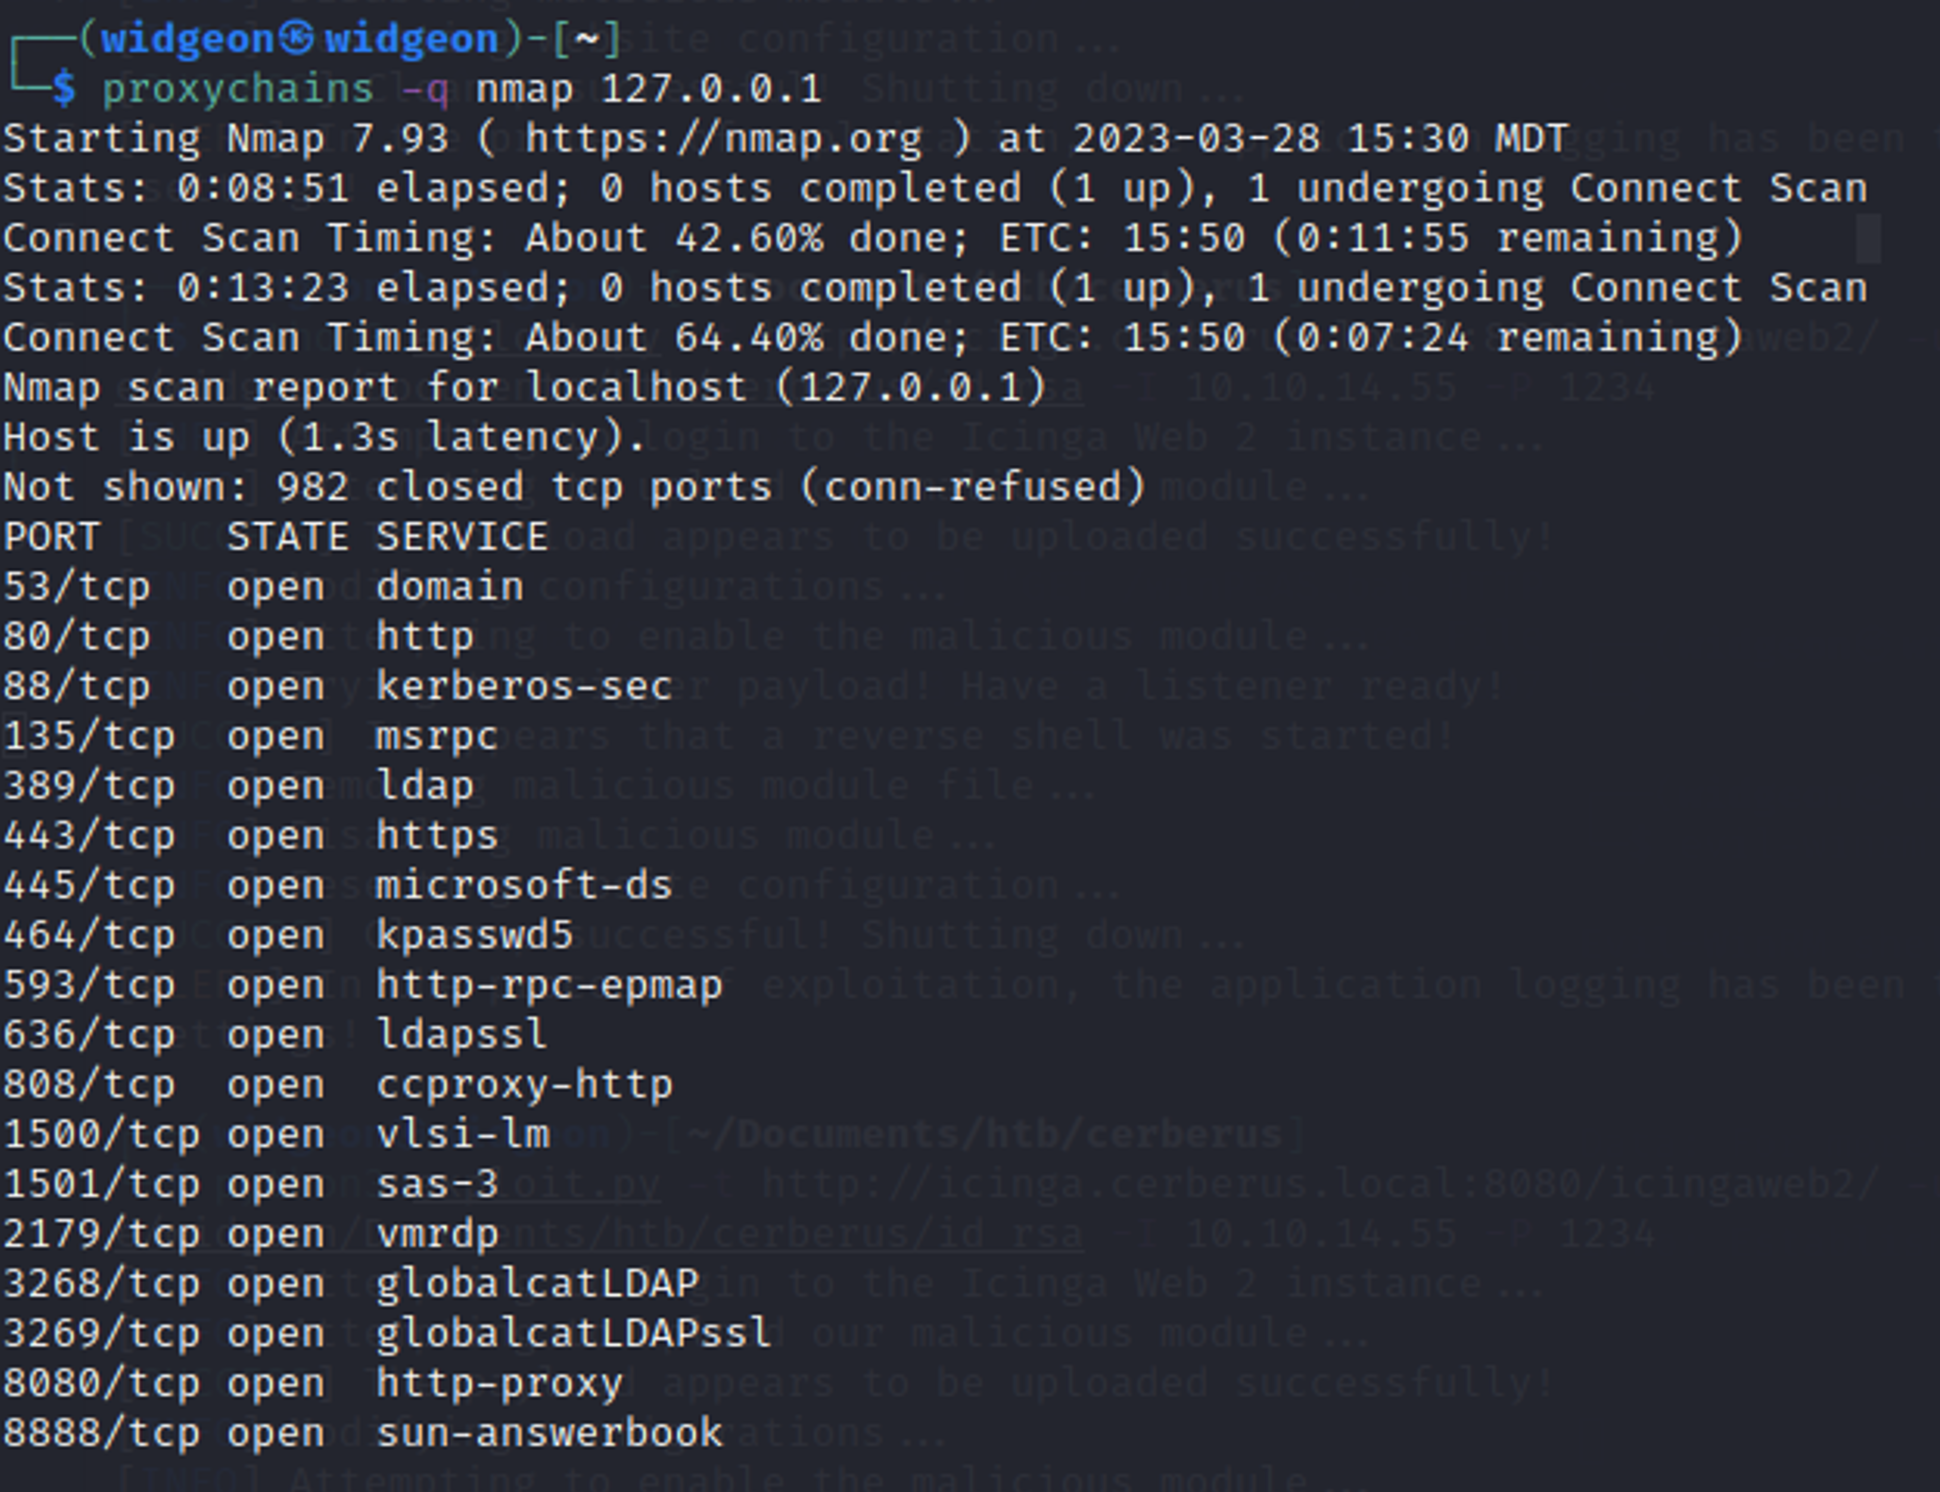 ┌──(widgeon㉿widgeon)-[~]
└─$ proxychains -q nmap 127.0.0.1
Starting Nmap 7.93 ( https://nmap.org ) at 2023-03-28 15:30 MDT
Stats: 0:08:51 elapsed; 0 hosts completed (1 up), 1 undergoing Connect Scan
Connect Scan Timing: About 42.60% done; ETC: 15:50 (0:11:55 remaining)
Stats: 0:13:23 elapsed; 0 hosts completed (1 up), 1 undergoing Connect Scan
Connect Scan Timing: About 64.40% done; ETC: 15:50 (0:07:24 remaining)
Nmap scan report for localhost (127.0.0.1)
Host is up (1.3s latency).
Not shown: 982 closed tcp ports (conn-refused)
PORT     STATE SERVICE
53/tcp   open  domain
80/tcp   open  http
88/tcp   open  kerberos-sec
135/tcp  open  msrpc
389/tcp  open  ldap
443/tcp  open  https
445/tcp  open  microsoft-ds
464/tcp  open  kpasswd5
593/tcp  open  http-rpc-epmap
636/tcp  open  ldapssl
808/tcp  open  ccproxy-http
1500/tcp open  vlsi-lm
1501/tcp open  sas-3
2179/tcp open  vmrdp
3268/tcp open  globalcatLDAP
3269/tcp open  globalcatLDAPssl
8080/tcp open  http-proxy
8888/tcp open  sun-answerbook